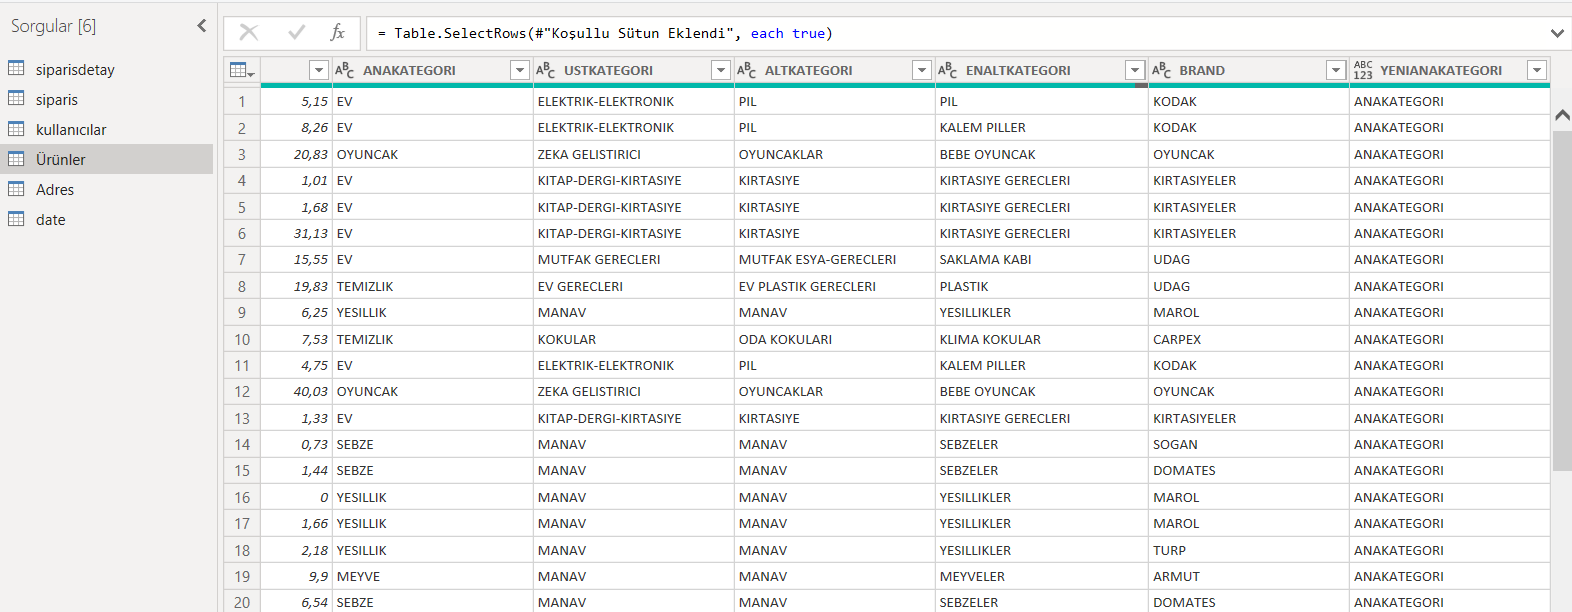 Sorgular [6]
siparisdetay
siparis
kullanıcılar
Ürünler
Adres
date
fx
= Table.SelectRows(#"Koşullu Sütun Eklendi", each true)
ABC ANAKATEGORI ABC USTKATEGORI ABC ALTKATEGORI ABC ENALTKATEGORI ABC BRAND ABC 123 YENIANAKATEGORI
1 5,15 EV ELEKTRIK-ELEKTRONIK PIL PIL KODAK ANAKATEGORI
2 8,26 EV ELEKTRIK-ELEKTRONIK PIL KALEM PILLER KODAK ANAKATEGORI
3 20,83 OYUNCAK ZEKA GELISTIRICI OYUNCAKLAR BEBE OYUNCAK OYUNCAK ANAKATEGORI
4 1,01 EV KITAP-DERGI-KIRTASIYE KIRTASIYE KIRTASIYE GERECLERI KIRTASIYELER ANAKATEGORI
5 1,68 EV KITAP-DERGI-KIRTASIYE KIRTASIYE KIRTASIYE GERECLERI KIRTASIYELER ANAKATEGORI
6 31,13 EV KITAP-DERGI-KIRTASIYE KIRTASIYE KIRTASIYE GERECLERI KIRTASIYELER ANAKATEGORI
7 15,55 EV MUTFAK GERECLERI MUTFAK ESYA-GERECLERI SAKLAMA KABI UDAG ANAKATEGORI
8 19,83 TEMIZLIK EV GERECLERI EV PLASTIK GERECLERI PLASTIK UDAG ANAKATEGORI
9 6,25 YESILLIK MANAV MANAV YESILLIKLER MAROL ANAKATEGORI
10 7,53 TEMIZLIK KOKULAR ODA KOKULARI KLIMA KOKULAR CARPEX ANAKATEGORI
11 4,75 EV ELEKTRIK-ELEKTRONIK PIL KALEM PILLER KODAK ANAKATEGORI
12 40,03 OYUNCAK ZEKA GELISTIRICI OYUNCAKLAR BEBE OYUNCAK OYUNCAK ANAKATEGORI
13 1,33 EV KITAP-DERGI-KIRTASIYE KIRTASIYE KIRTASIYE GERECLERI KIRTASIYELER ANAKATEGORI
14 0,73 SEBZE MANAV MANAV SEBZELER SOGAN ANAKATEGORI
15 1,44 SEBZE MANAV MANAV SEBZELER DOMATES ANAKATEGORI
16 0 YESILLIK MANAV MANAV YESILLIKLER MAROL ANAKATEGORI
17 1,66 YESILLIK MANAV MANAV YESILLIKLER MAROL ANAKATEGORI
18 2,18 YESILLIK MANAV MANAV YESILLIKLER TURP ANAKATEGORI
19 9,9 MEYVE MANAV MANAV MEYVELER ARMUT ANAKATEGORI
20 6,54 SEBZE MANAV MANAV SEBZELER DOMATES ANAKATEGORI